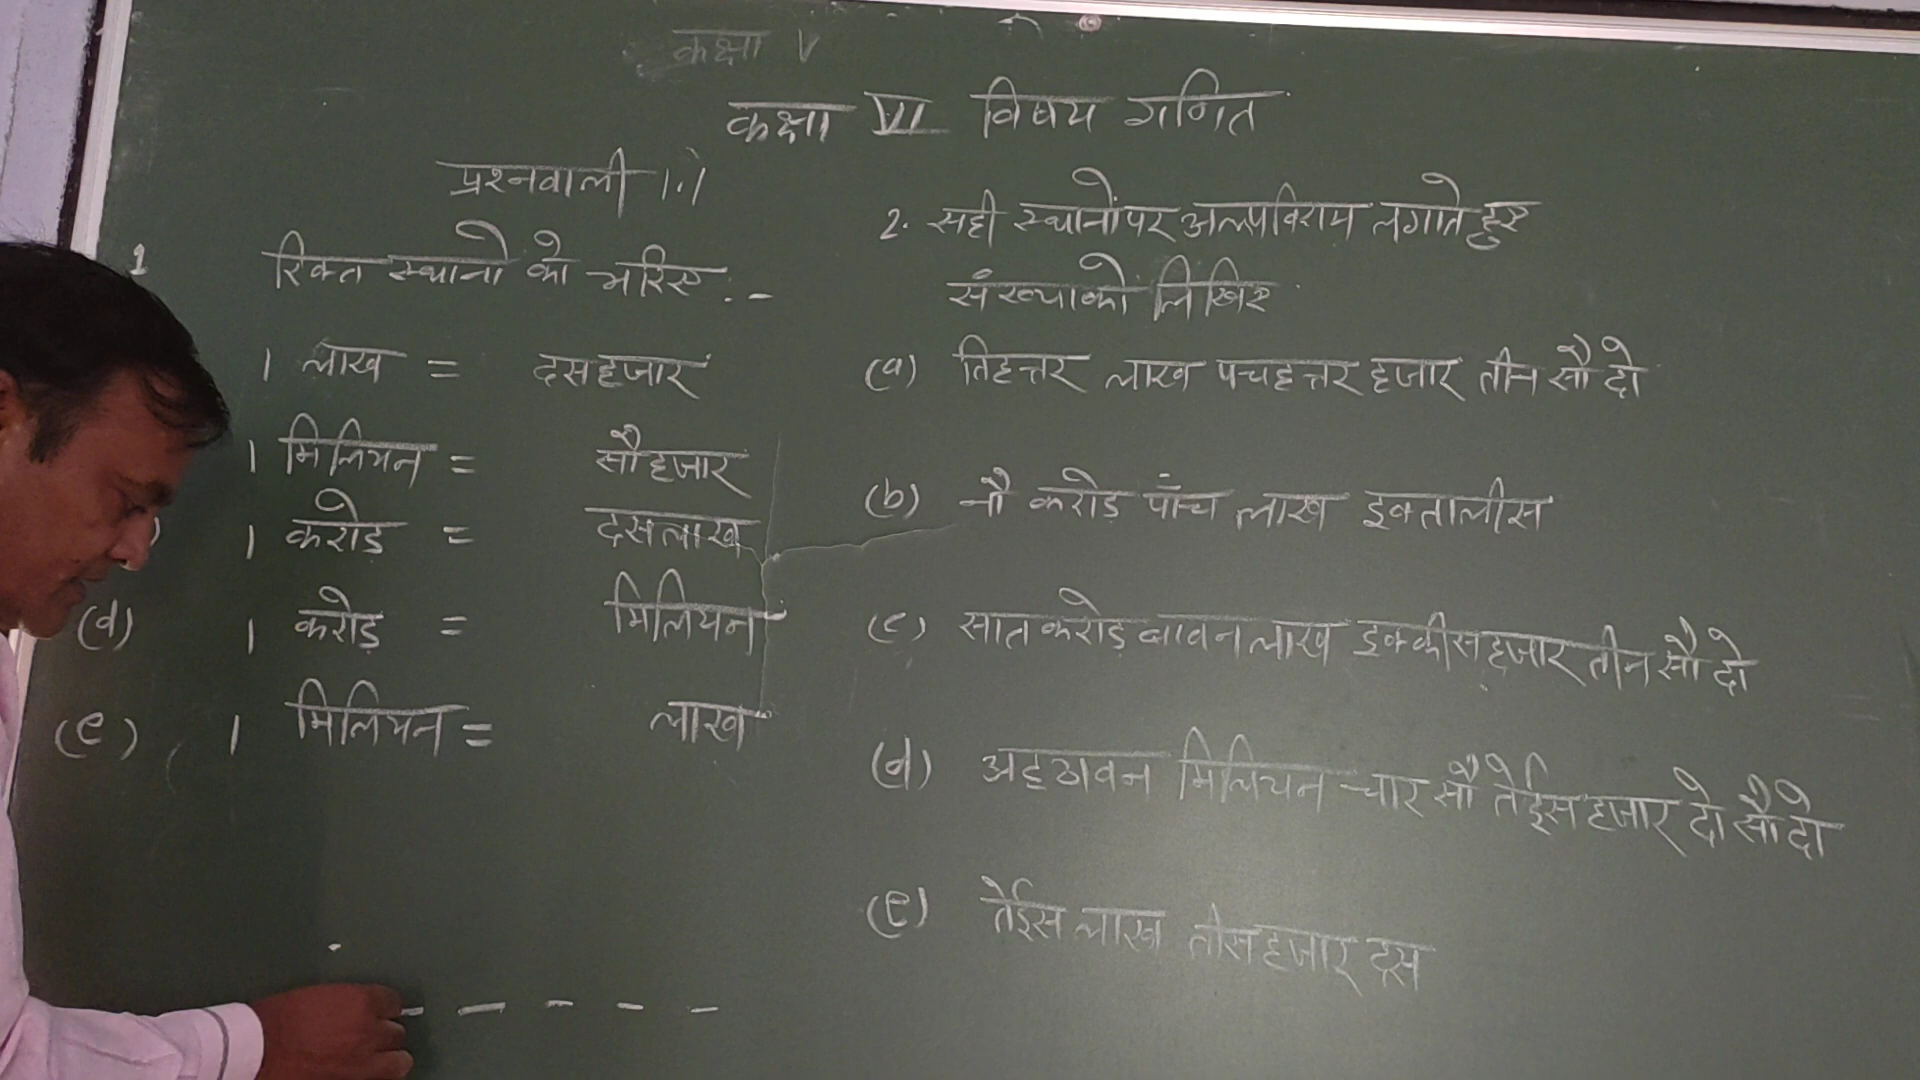 कक्षा V
कक्षा VI विषय गणित
प्रश्नवाली 1.1
1 रिक्त स्थानो को भरिए :-
1 लाख = दस हजार
1 मिलियन = सौ हजार
) 1 करोड = दस लाख
(d) 1 करोड़ = मिलियन
(e) 1 मिलियन = लाख
2. सही स्थानों पर अल्पविराम लगाते हुए
संख्या को लिखिए
(a) तिहत्तर लाख पचहत्तर हजार तीन सौ दो
(b) नौ करोड़ पाँच लाख इकतालीस
(c) सात करोड़ बावन लाख इक्कीस हजार तीन सौ दो
(d) अट्ठावन मिलियन चार सौ तेईस हजार दो सौ दो
(e) तेईस लाख तीस हजार दस